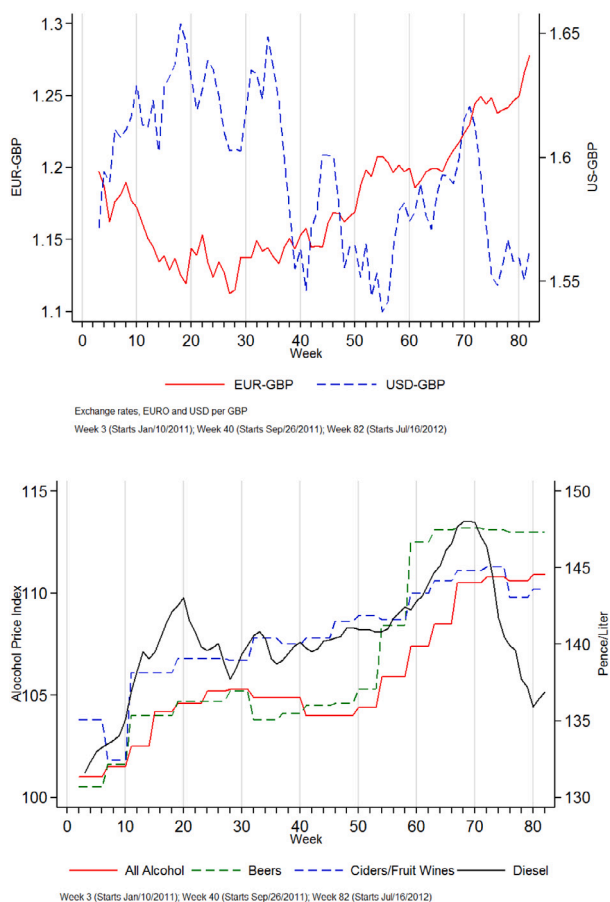 1.3
1.25
1.2
1.15
1.1
EUR-GBP
1.65
1.6
1.55
US-GBP
0 10 20 30 40 50 60 70 80
Week
EUR-GBP USD-GBP
Exchange rates, EURO and USD per GBP
Week 3 (Starts Jan/10/2011); Week 40 (Starts Sep/26/2011); Week 82 (Starts Jul/16/2012)
115
110
105
100
Alocohol Price Index
150
145
140
135
130
Pence/Liter
0 10 20 30 40 50 60 70 80
Week
All Alcohol Beers Ciders/Fruit Wines Diesel
Week 3 (Starts Jan/10/2011); Week 40 (Starts Sep/26/2011); Week 82 (Starts Jul/16/2012)